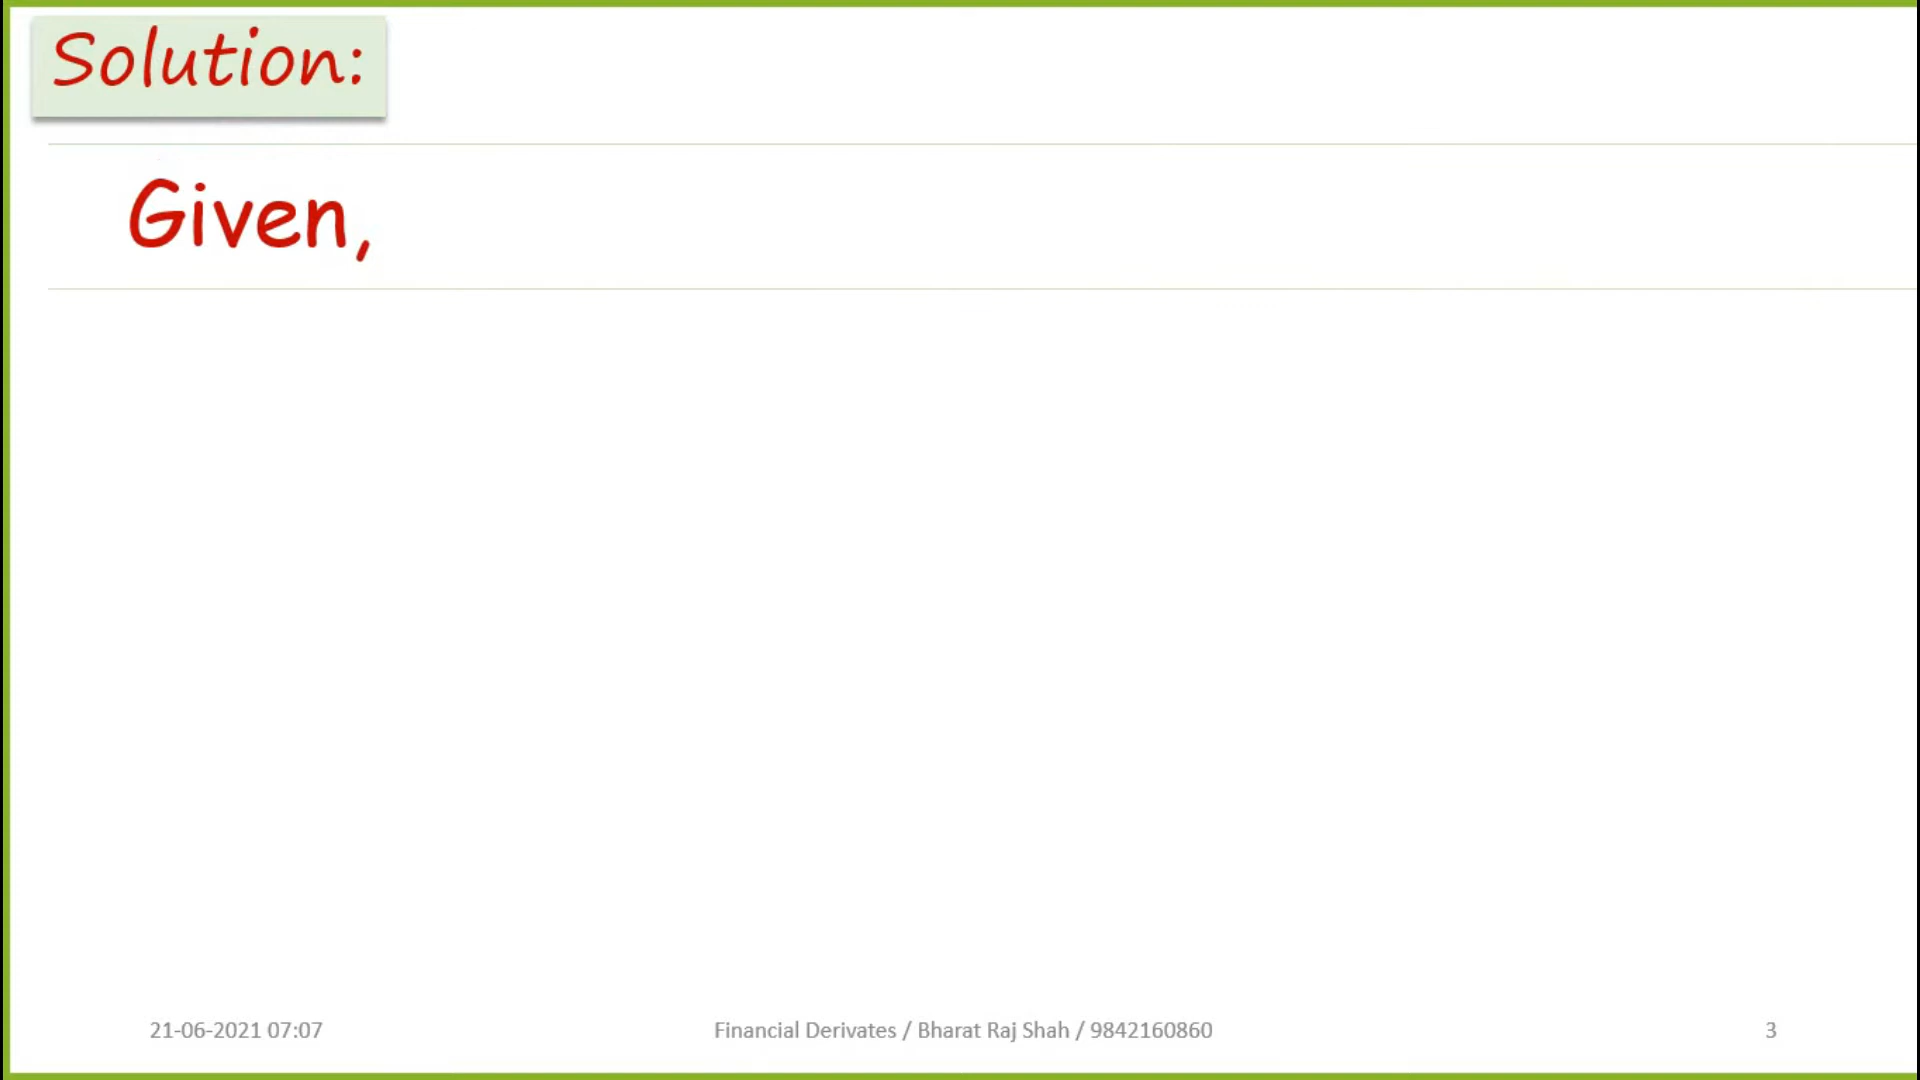 Solution:
Given,
21-06-2021 07:07
Financial Derivates / Bharat Raj Shah / 9842160860
3